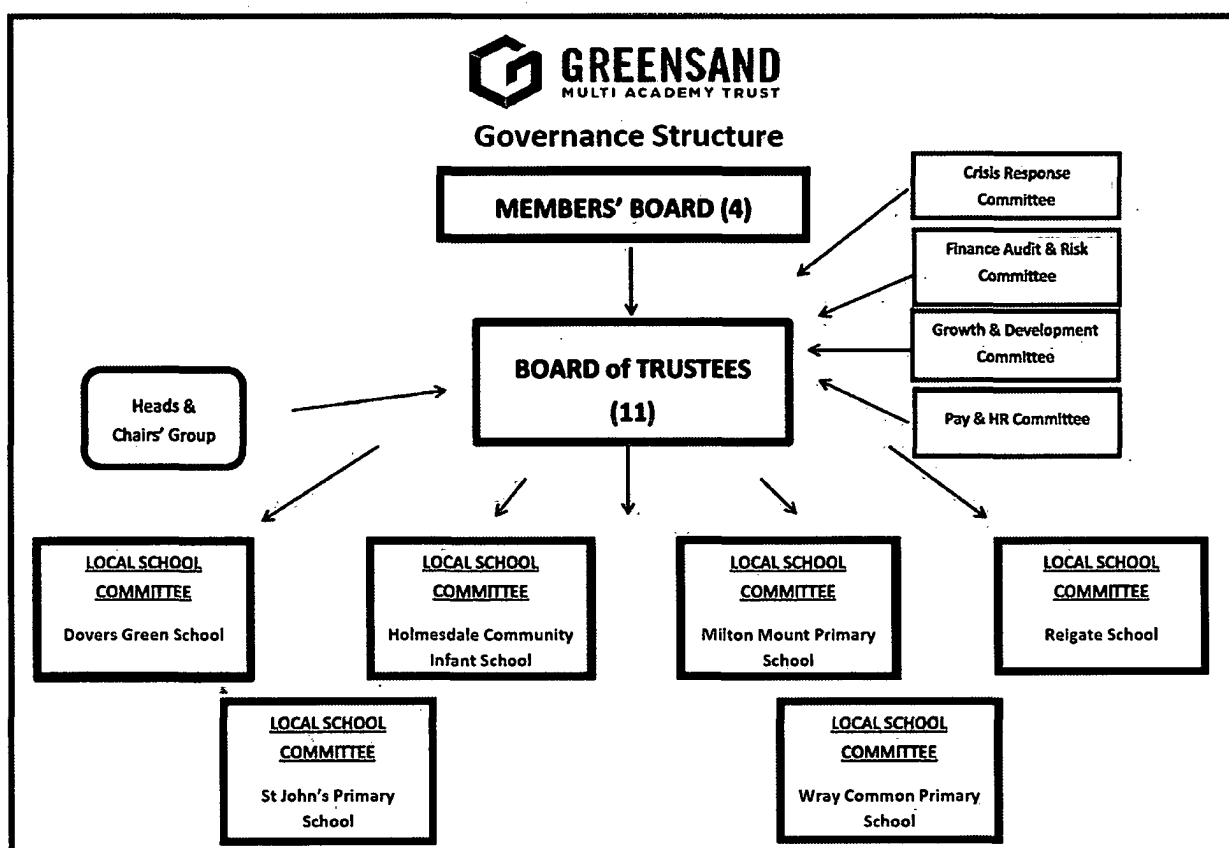 GREENSAND
MULTI ACADEMY TRUST
Governance Structure
MEMBERS' BOARD (4)
Crisis Response
Committee
Finance Audit & Risk
Committee
Growth & Development
Committee
Pay & HR Committee
BOARD of TRUSTEES
(11)
Heads &
Chairs' Group
LOCAL SCHOOL
COMMITTEE
Dovers Green School
LOCAL SCHOOL
COMMITTEE
Holmesdale Community
Infant School
LOCAL SCHOOL
COMMITTEE
Milton Mount Primary
School
LOCAL SCHOOL
COMMITTEE
Reigate School
LOCAL SCHOOL
COMMITTEE
St John's Primary
School
LOCAL SCHOOL
COMMITTEE
Wray Common Primary
School